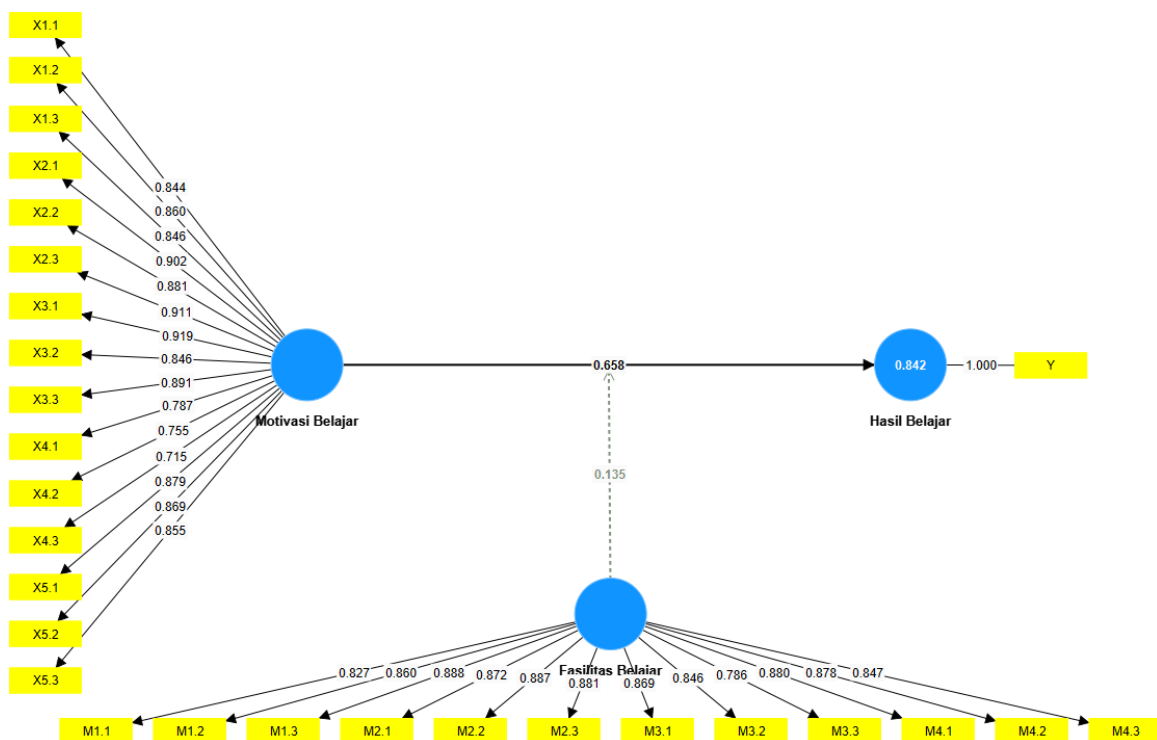 X1.1
X1.2
X1.3
X2.1
X2.2
X2.3
X3.1
X3.2
X3.3
X4.1
X4.2
X4.3
X5.1
X5.2
X5.3
0.844
0.860
0.846
0.902
0.881
0.911
0.919
0.846
0.891
0.787
0.755
0.715
0.879
0.869
0.855
Motivasi Belajar
0.658
0.842
1.000
Y
Hasil Belajar
0.135
Fasilitas Belajar
0.827
0.860
0.888
0.872
0.887
0.881
0.869
0.846
0.786
0.880
0.878
0.847
M1.1
M1.2
M1.3
M2.1
M2.2
M2.3
M3.1
M3.2
M3.3
M4.1
M4.2
M4.3